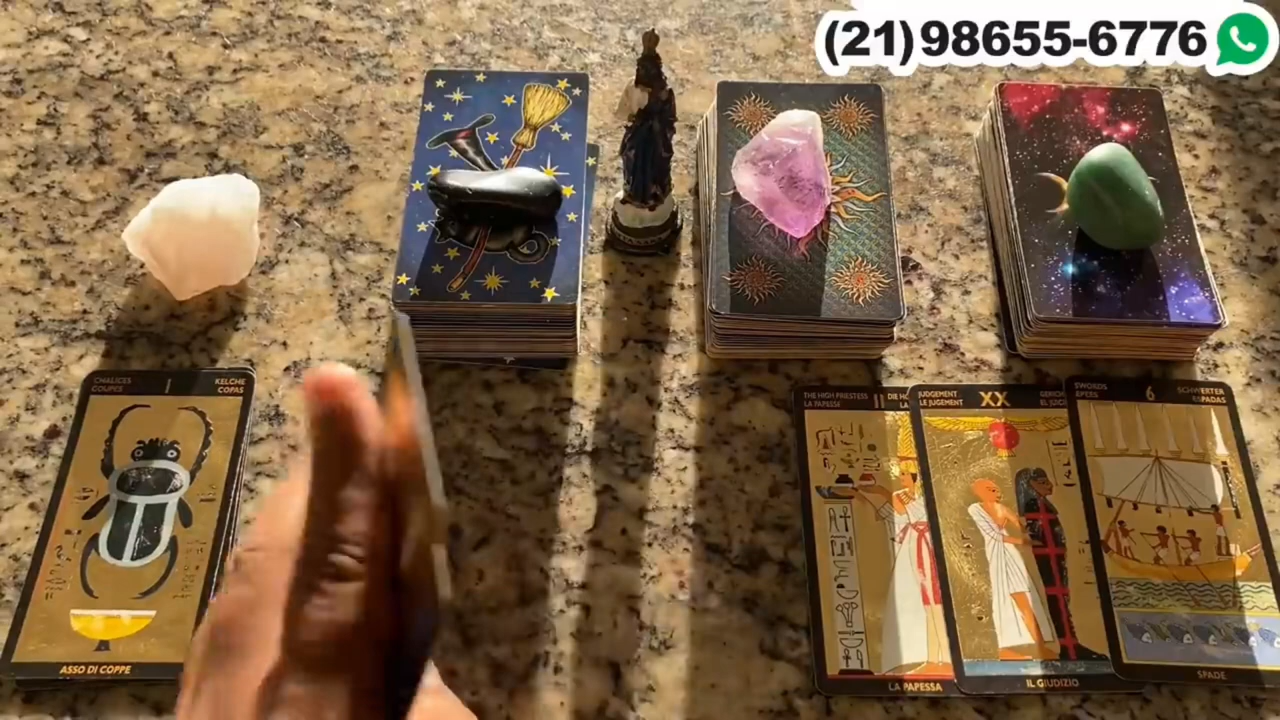 (21)98655-6776
CHALICES
COUPES
I
KELCHE
COPAS
ASSO DI COPPE
THE HIGH PRIESTESS
LA PAPESSE
II
LA PAPESSA
JUDGEMENT
LE JUGEMENT
XX
IL GIUDIZIO
SWORDS
EPEES
6
SCHWERTER
ESPADAS
SPADE